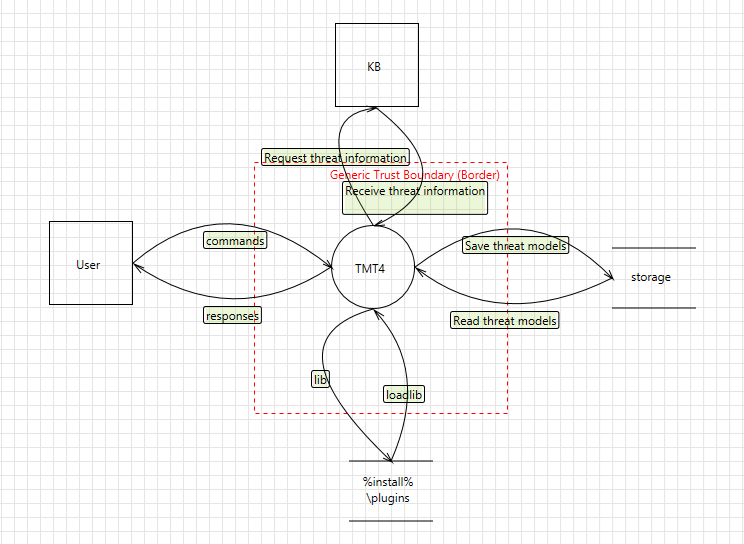 KB
Request threat information
Generic Trust Boundary (Border)
Receive threat information
commands
Save threat models
User
TMT4
storage
responses
Read threat models
lib
loadlib
%install%
\plugins